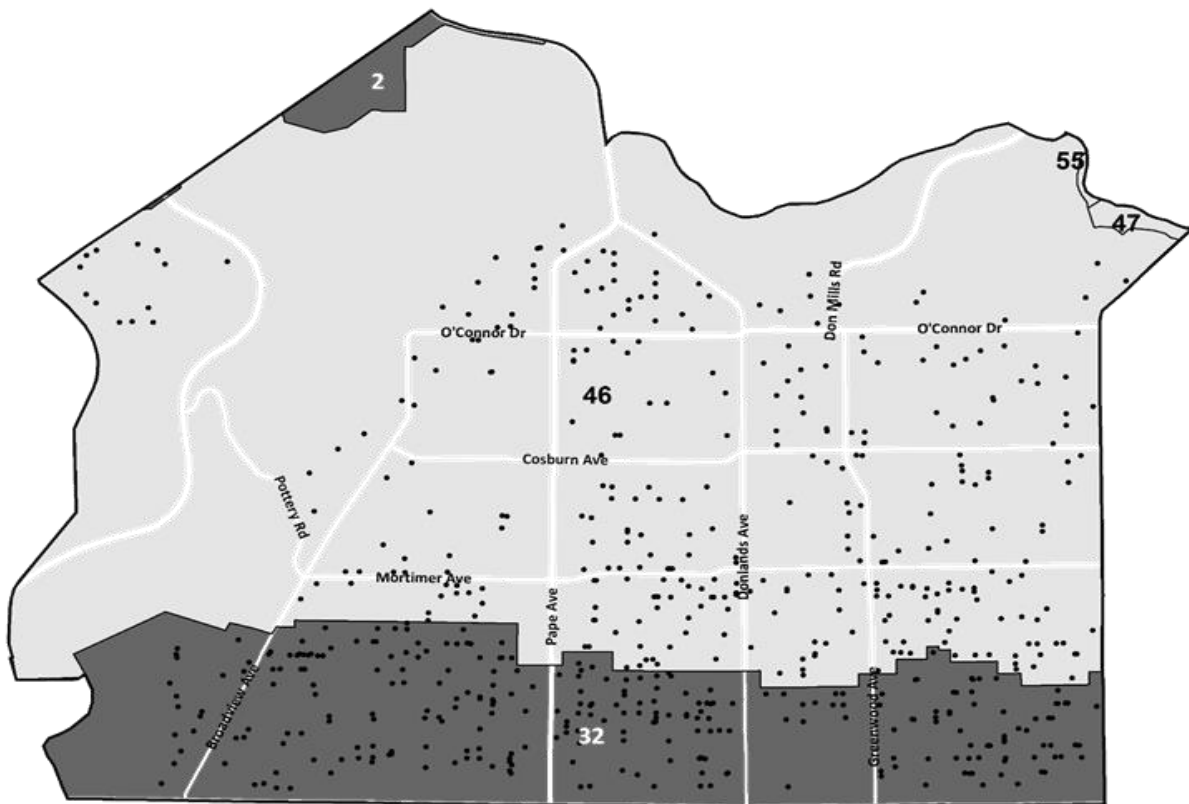 2
55
47
Don Mills Rd
O'Connor Dr
O'Connor Dr
46
Cosburn Ave
Pottery Rd
Donlands Ave
Mortimer Ave
Pape Ave
Broadview Ave
Greenwood Ave
32